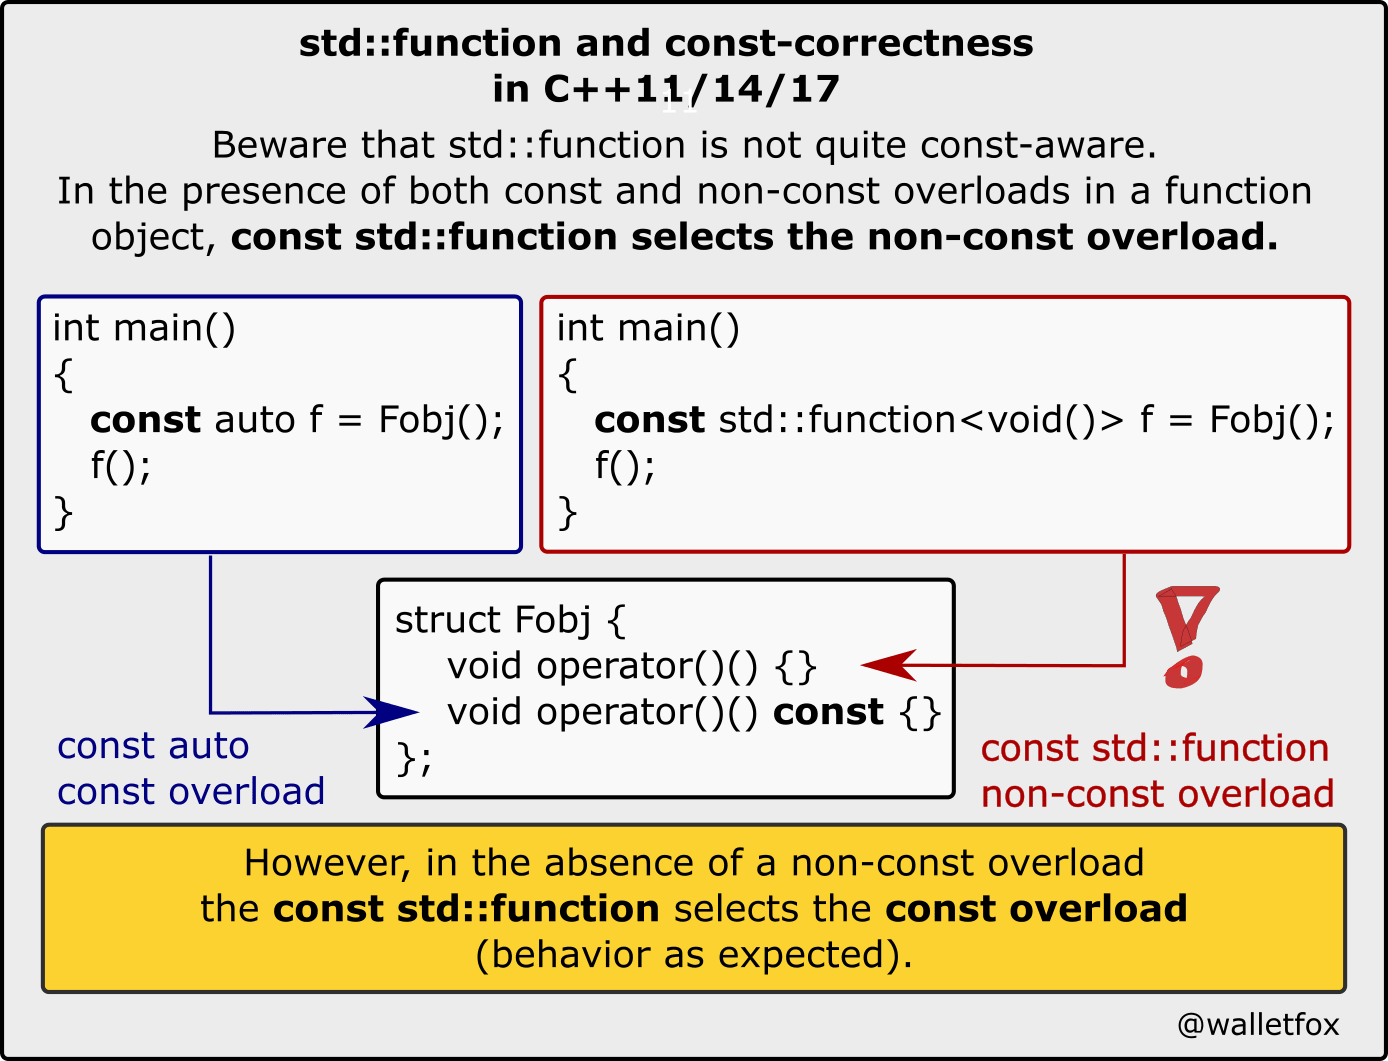 std::function and const-correctness
in C++11/14/17
11
Beware that std::function is not quite const-aware.
In the presence of both const and non-const overloads in a function
object, const std::function selects the non-const overload.
int main()
{
const auto f = Fobj();
f();
}
int main()
{
const std::function<void()> f = Fobj();
f();
}
struct Fobj {
void operator()() {}
void operator()() const {}
};
const auto
const overload
const std::function
non-const overload
However, in the absence of a non-const overload
the const std::function selects the const overload
(behavior as expected).
@walletfox